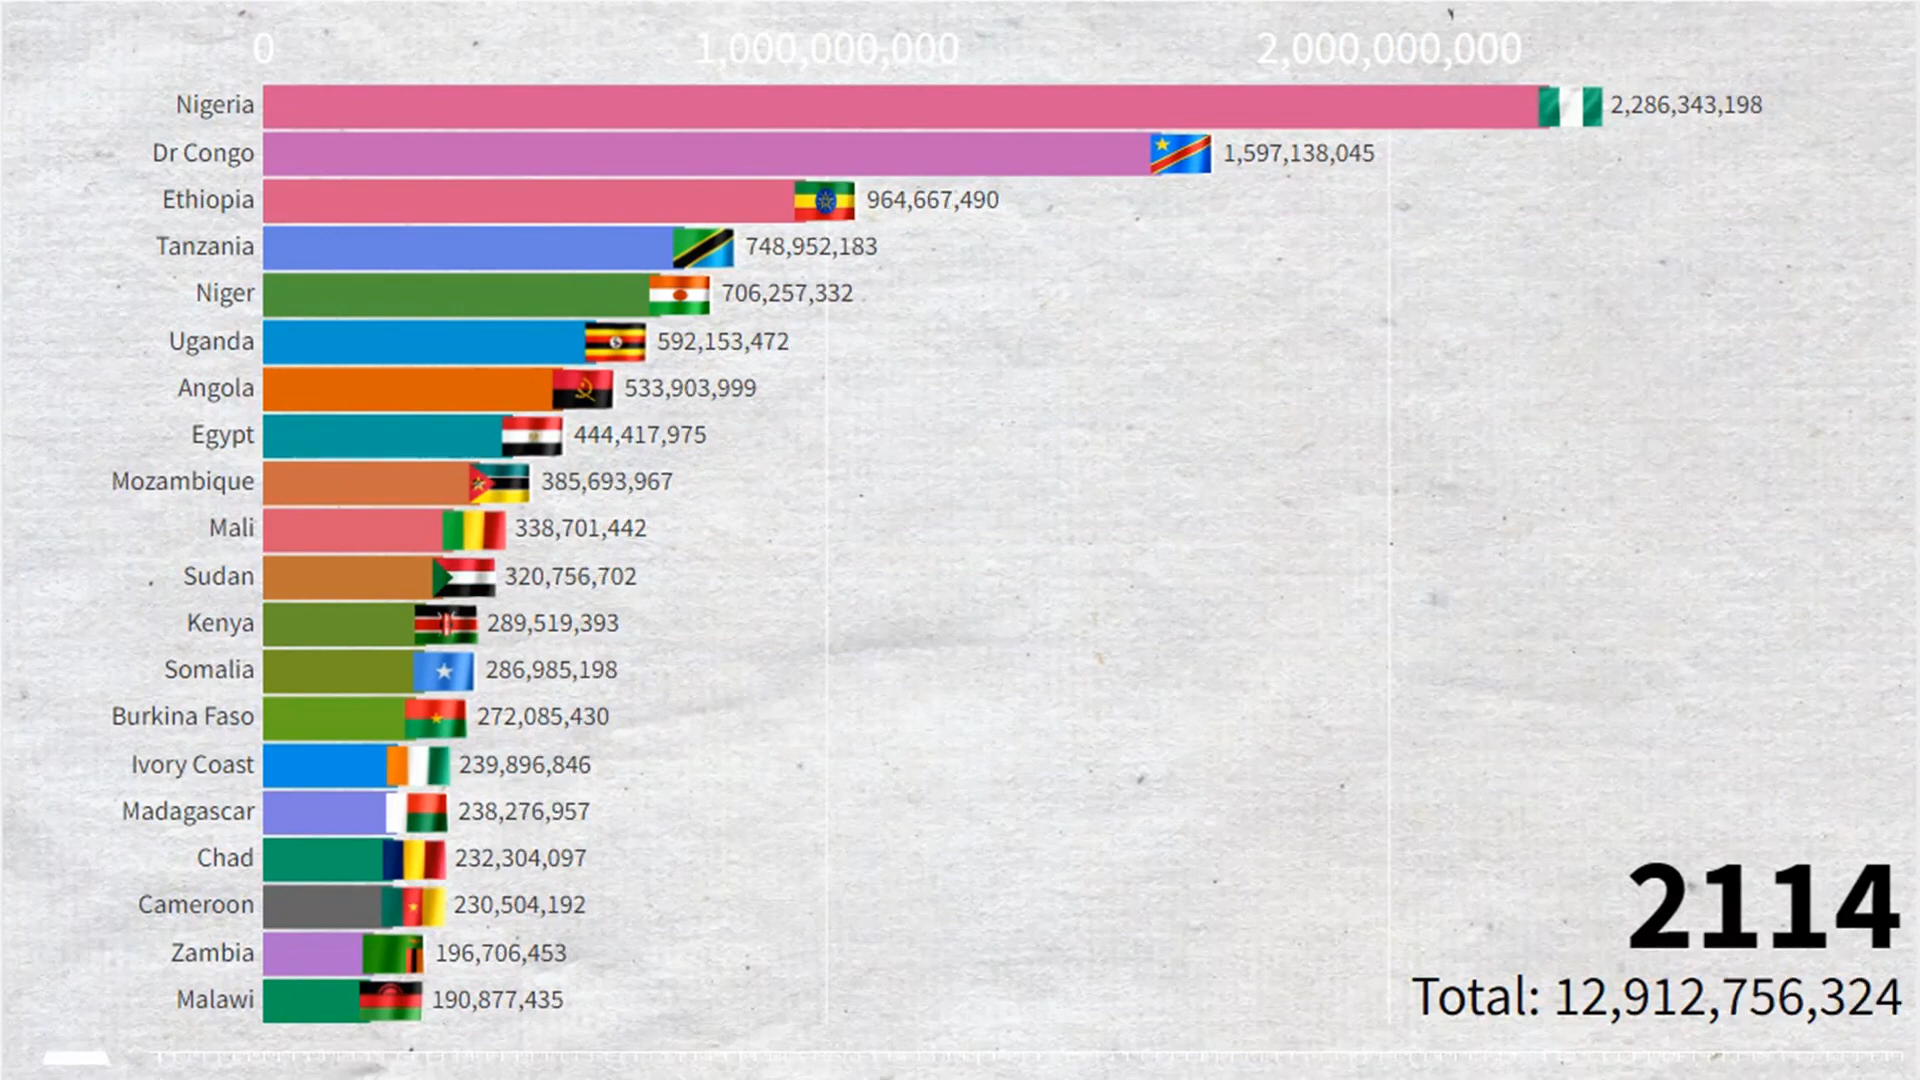 0 1,000,000,000 2,000,000,000
Nigeria 2,286,343,198
Dr Congo 1,597,138,045
Ethiopia 964,667,490
Tanzania 748,952,183
Niger 706,257,332
Uganda 592,153,472
Angola 533,903,999
Egypt 444,417,975
Mozambique 385,693,967
Mali 338,701,442
Sudan 320,756,702
Kenya 289,519,393
Somalia 286,985,198
Burkina Faso 272,085,430
Ivory Coast 239,896,846
Madagascar 238,276,957
Chad 232,304,097
Cameroon 230,504,192
Zambia 196,706,453
Malawi 190,877,435
2114
Total: 12,912,756,324